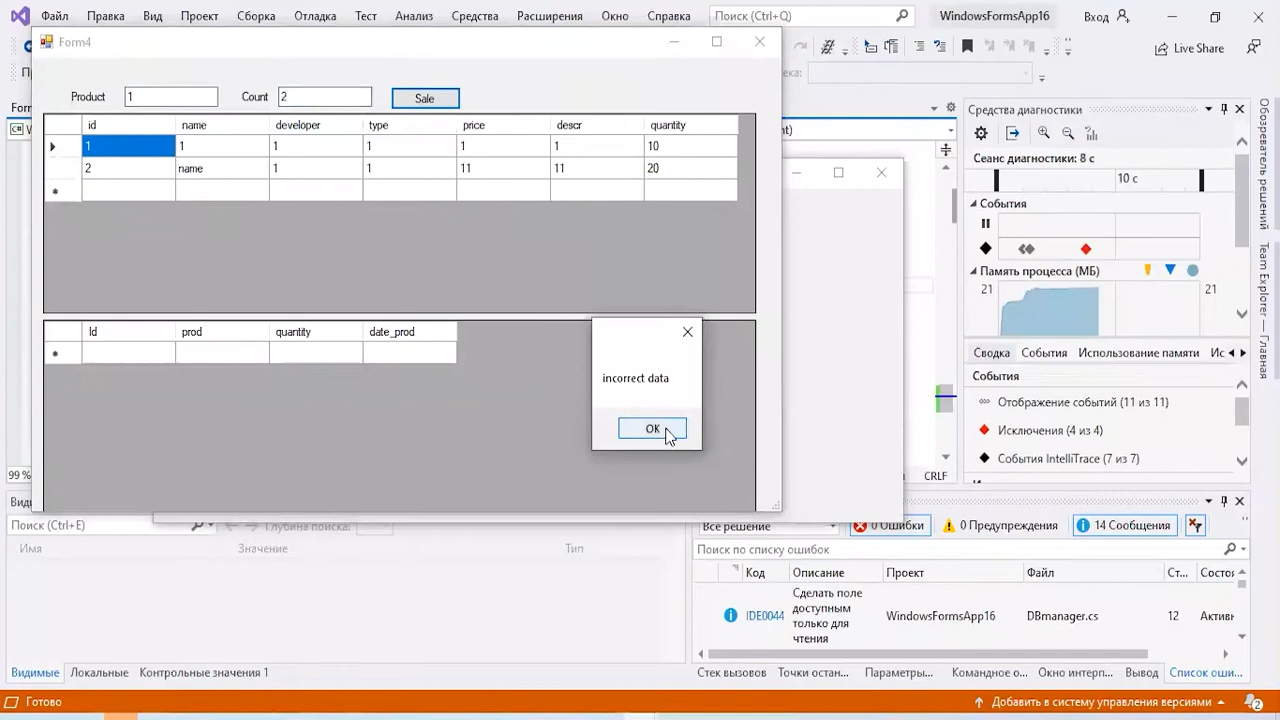 Файл Правка Вид Проект Сборка Отладка Тест Анализ Средства Расширения Окно Справка Поиск (Ctrl+Q) WindowsFormsApp16 Вход
Live Share
Form4
Product 1 Count 2 Sale
id name developer type price descr quantity
1 1 1 1 1 1 10
2 name 1 1 11 11 20
Id prod quantity date_prod
incorrect data
OK
99 %
CRLF
Средства диагностики
Сеанс диагностики: 8 с
10 с
События
Память процесса (МБ)
21 21
Сводка События Использование памяти Ис
События
Отображение событий (11 из 11)
Исключения (4 из 4)
События IntelliTrace (7 из 7)
Обозреватель решений
Team Explorer — Главная
Поиск (Ctrl+E) Глубина поиска:
Имя Значение Тип
Видимые Локальные Контрольные значения 1
Все решение 0 Ошибки 0 Предупреждения 14 Сообщения
Поиск по списку ошибок
Код Описание Проект Файл Ст... Состоя
IDE0044 Сделать поле доступным только для чтения WindowsFormsApp16 DBmanager.cs 12 Активн
Стек вызовов Точки остан... Параметры... Командное о... Окно интерп... Вывод Список оши...
Готово Добавить в систему управления версиями 2